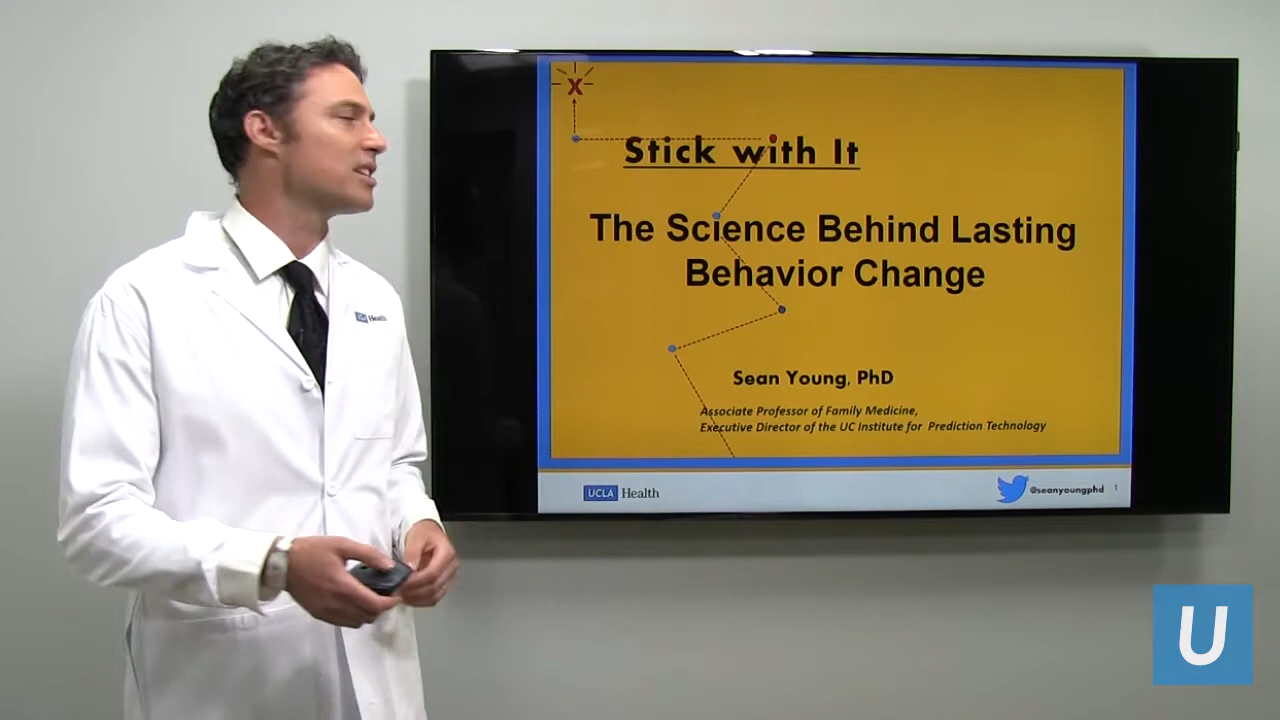 X
Stick with It
The Science Behind Lasting
Behavior Change
Sean Young, PhD
Associate Professor of Family Medicine,
Executive Director of the UC Institute for Prediction Technology
UCLA Health
@seanyoungphd 1
UCLA Health
U